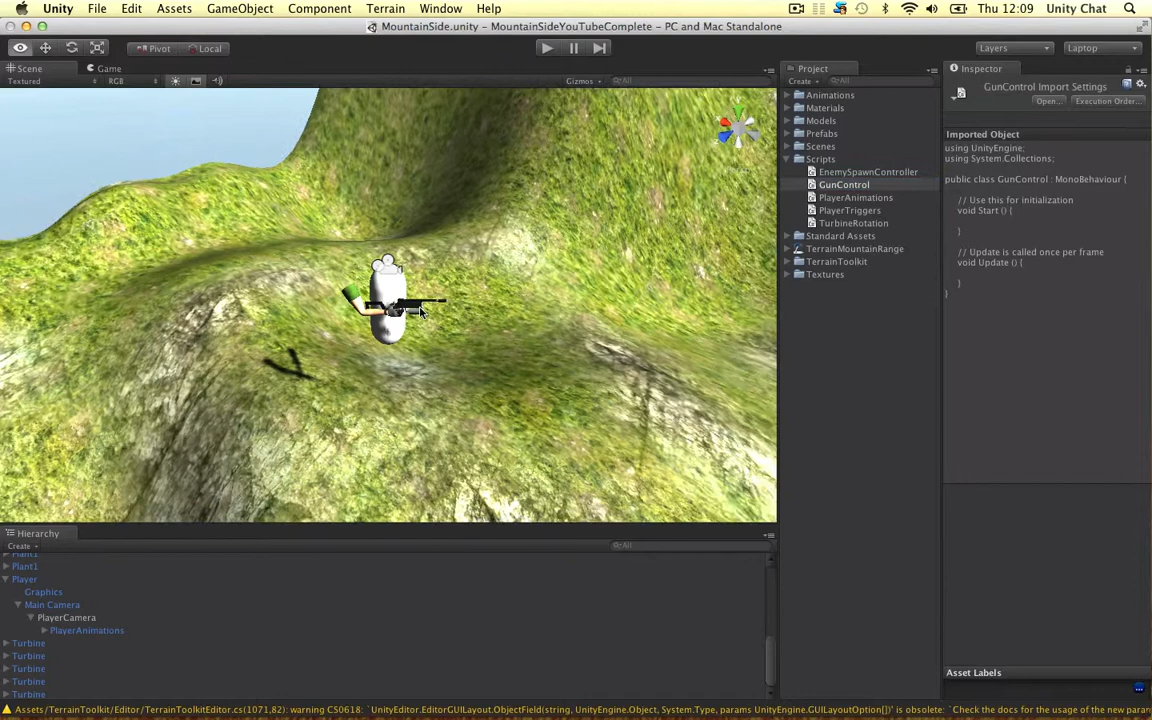 Unity File Edit Assets GameObject Component Terrain Window Help Thu 12:09 Unity Chat
MountainSide.unity – MountainSideYouTubeComplete – PC and Mac Standalone
Pivot Local Layers Laptop
Scene Game Project Inspector
Textured RGB Gizmos All Create All
GunControl Import Settings
Open... Execution Order...
Animations
Materials
Models
Prefabs
Scenes
Scripts
EnemySpawnController
GunControl
PlayerAnimations
PlayerTriggers
TurbineRotation
Standard Assets
TerrainMountainRange
TerrainToolkit
Textures
Imported Object
using UnityEngine;
using System.Collections;
public class GunControl : MonoBehaviour {
// Use this for initialization
void Start () {
}
// Update is called once per frame
void Update () {
}
}
Hierarchy
Create All
Plant1
Plant1
Player
Graphics
Main Camera
PlayerCamera
PlayerAnimations
Turbine
Turbine
Turbine
Turbine
Turbine
Asset Labels
Assets/TerrainToolkit/Editor/TerrainToolkitEditor.cs(1071,82): warning CS0618: `UnityEditor.EditorGUILayout.ObjectField(string, UnityEngine.Object, System.Type, params UnityEngine.GUILayoutOption[])' is obsolete: `Check the docs for the usage of the new para